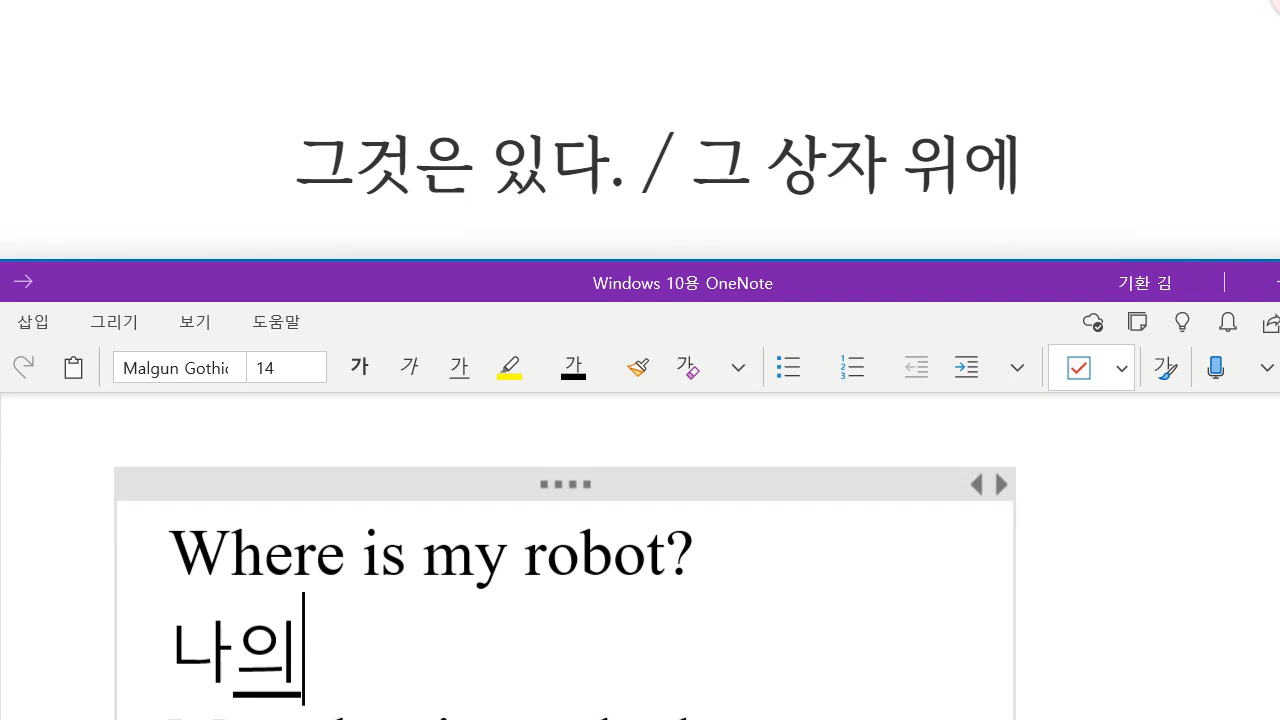 그것은 있다. / 그 상자 위에
Windows 10용 OneNote
기환 김
삽입 그리기 보기 도움말
Malgun Gothic 14 가 가 가 가 가 가
Where is my robot?
나의